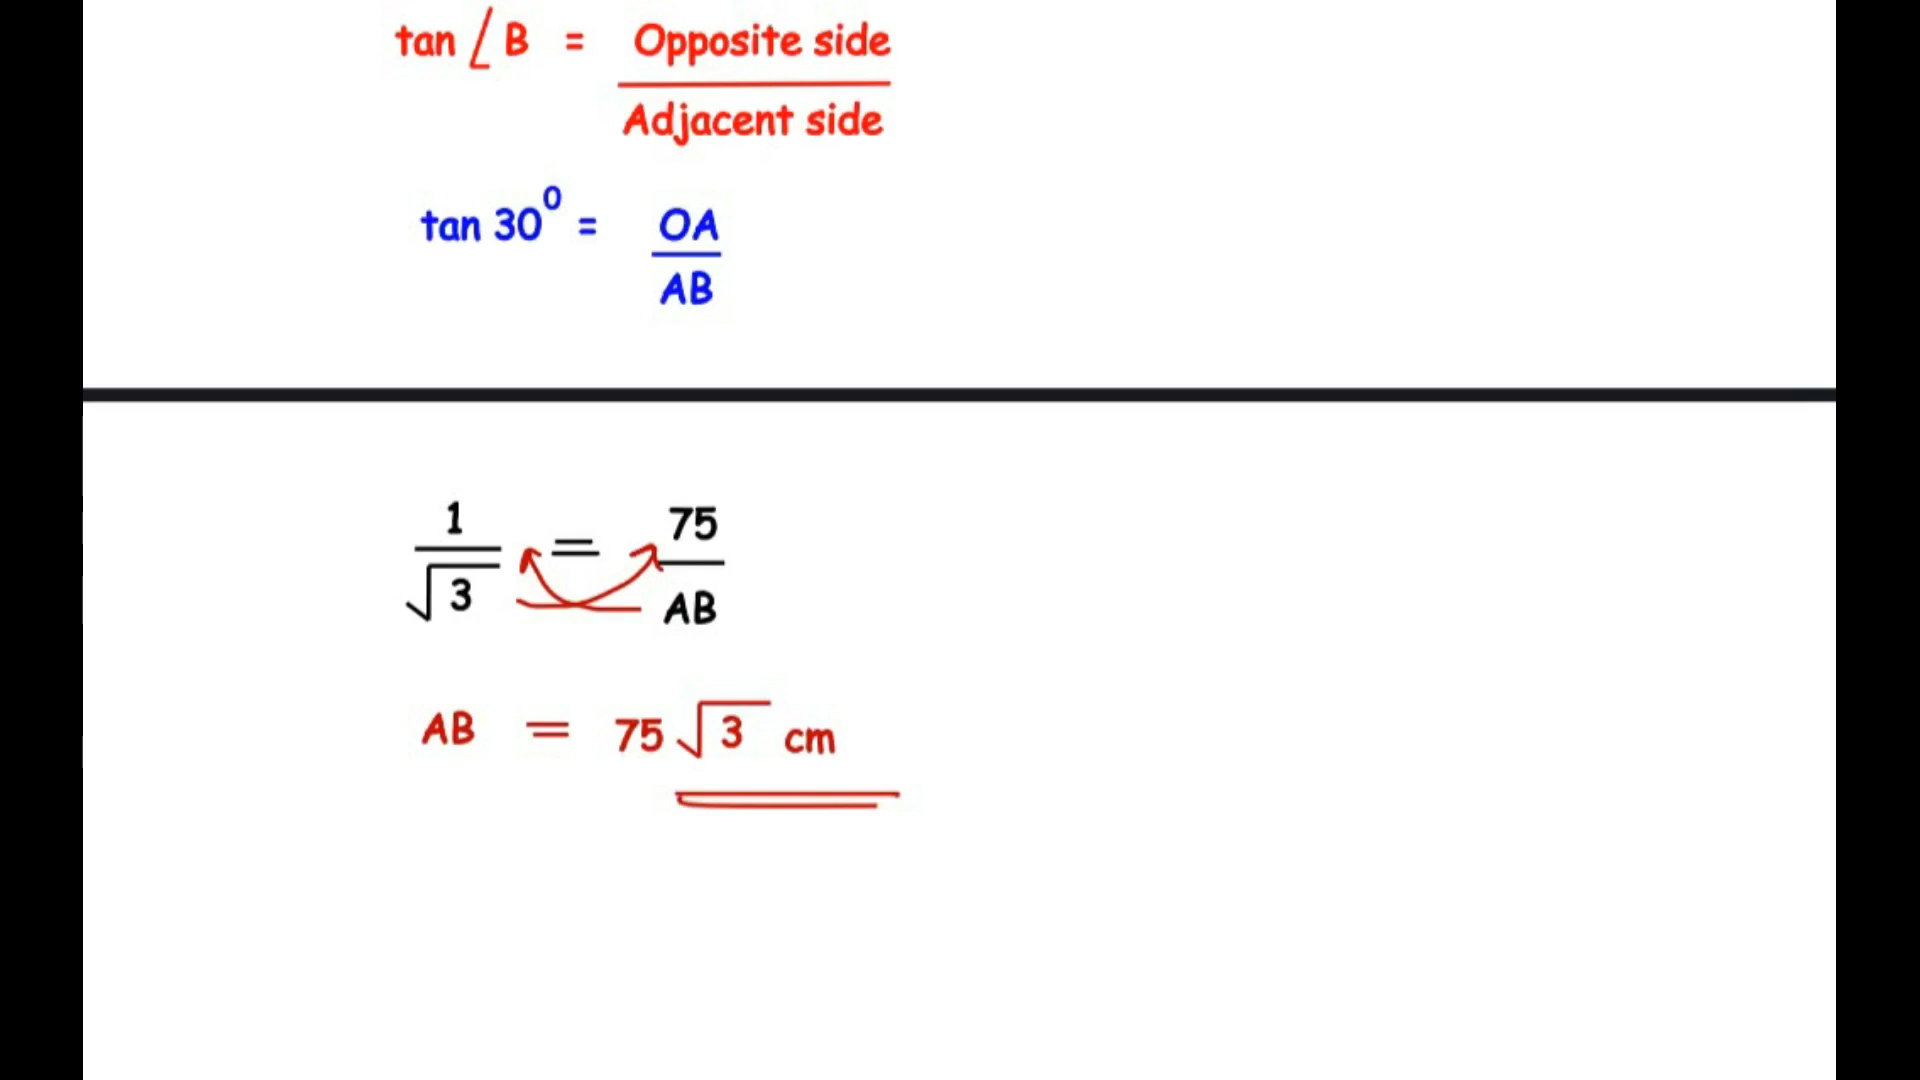 tan ∠B = Opposite side
Adjacent side
tan 30⁰ = OA
AB
1 = 75
√3 AB
AB = 75√3 cm